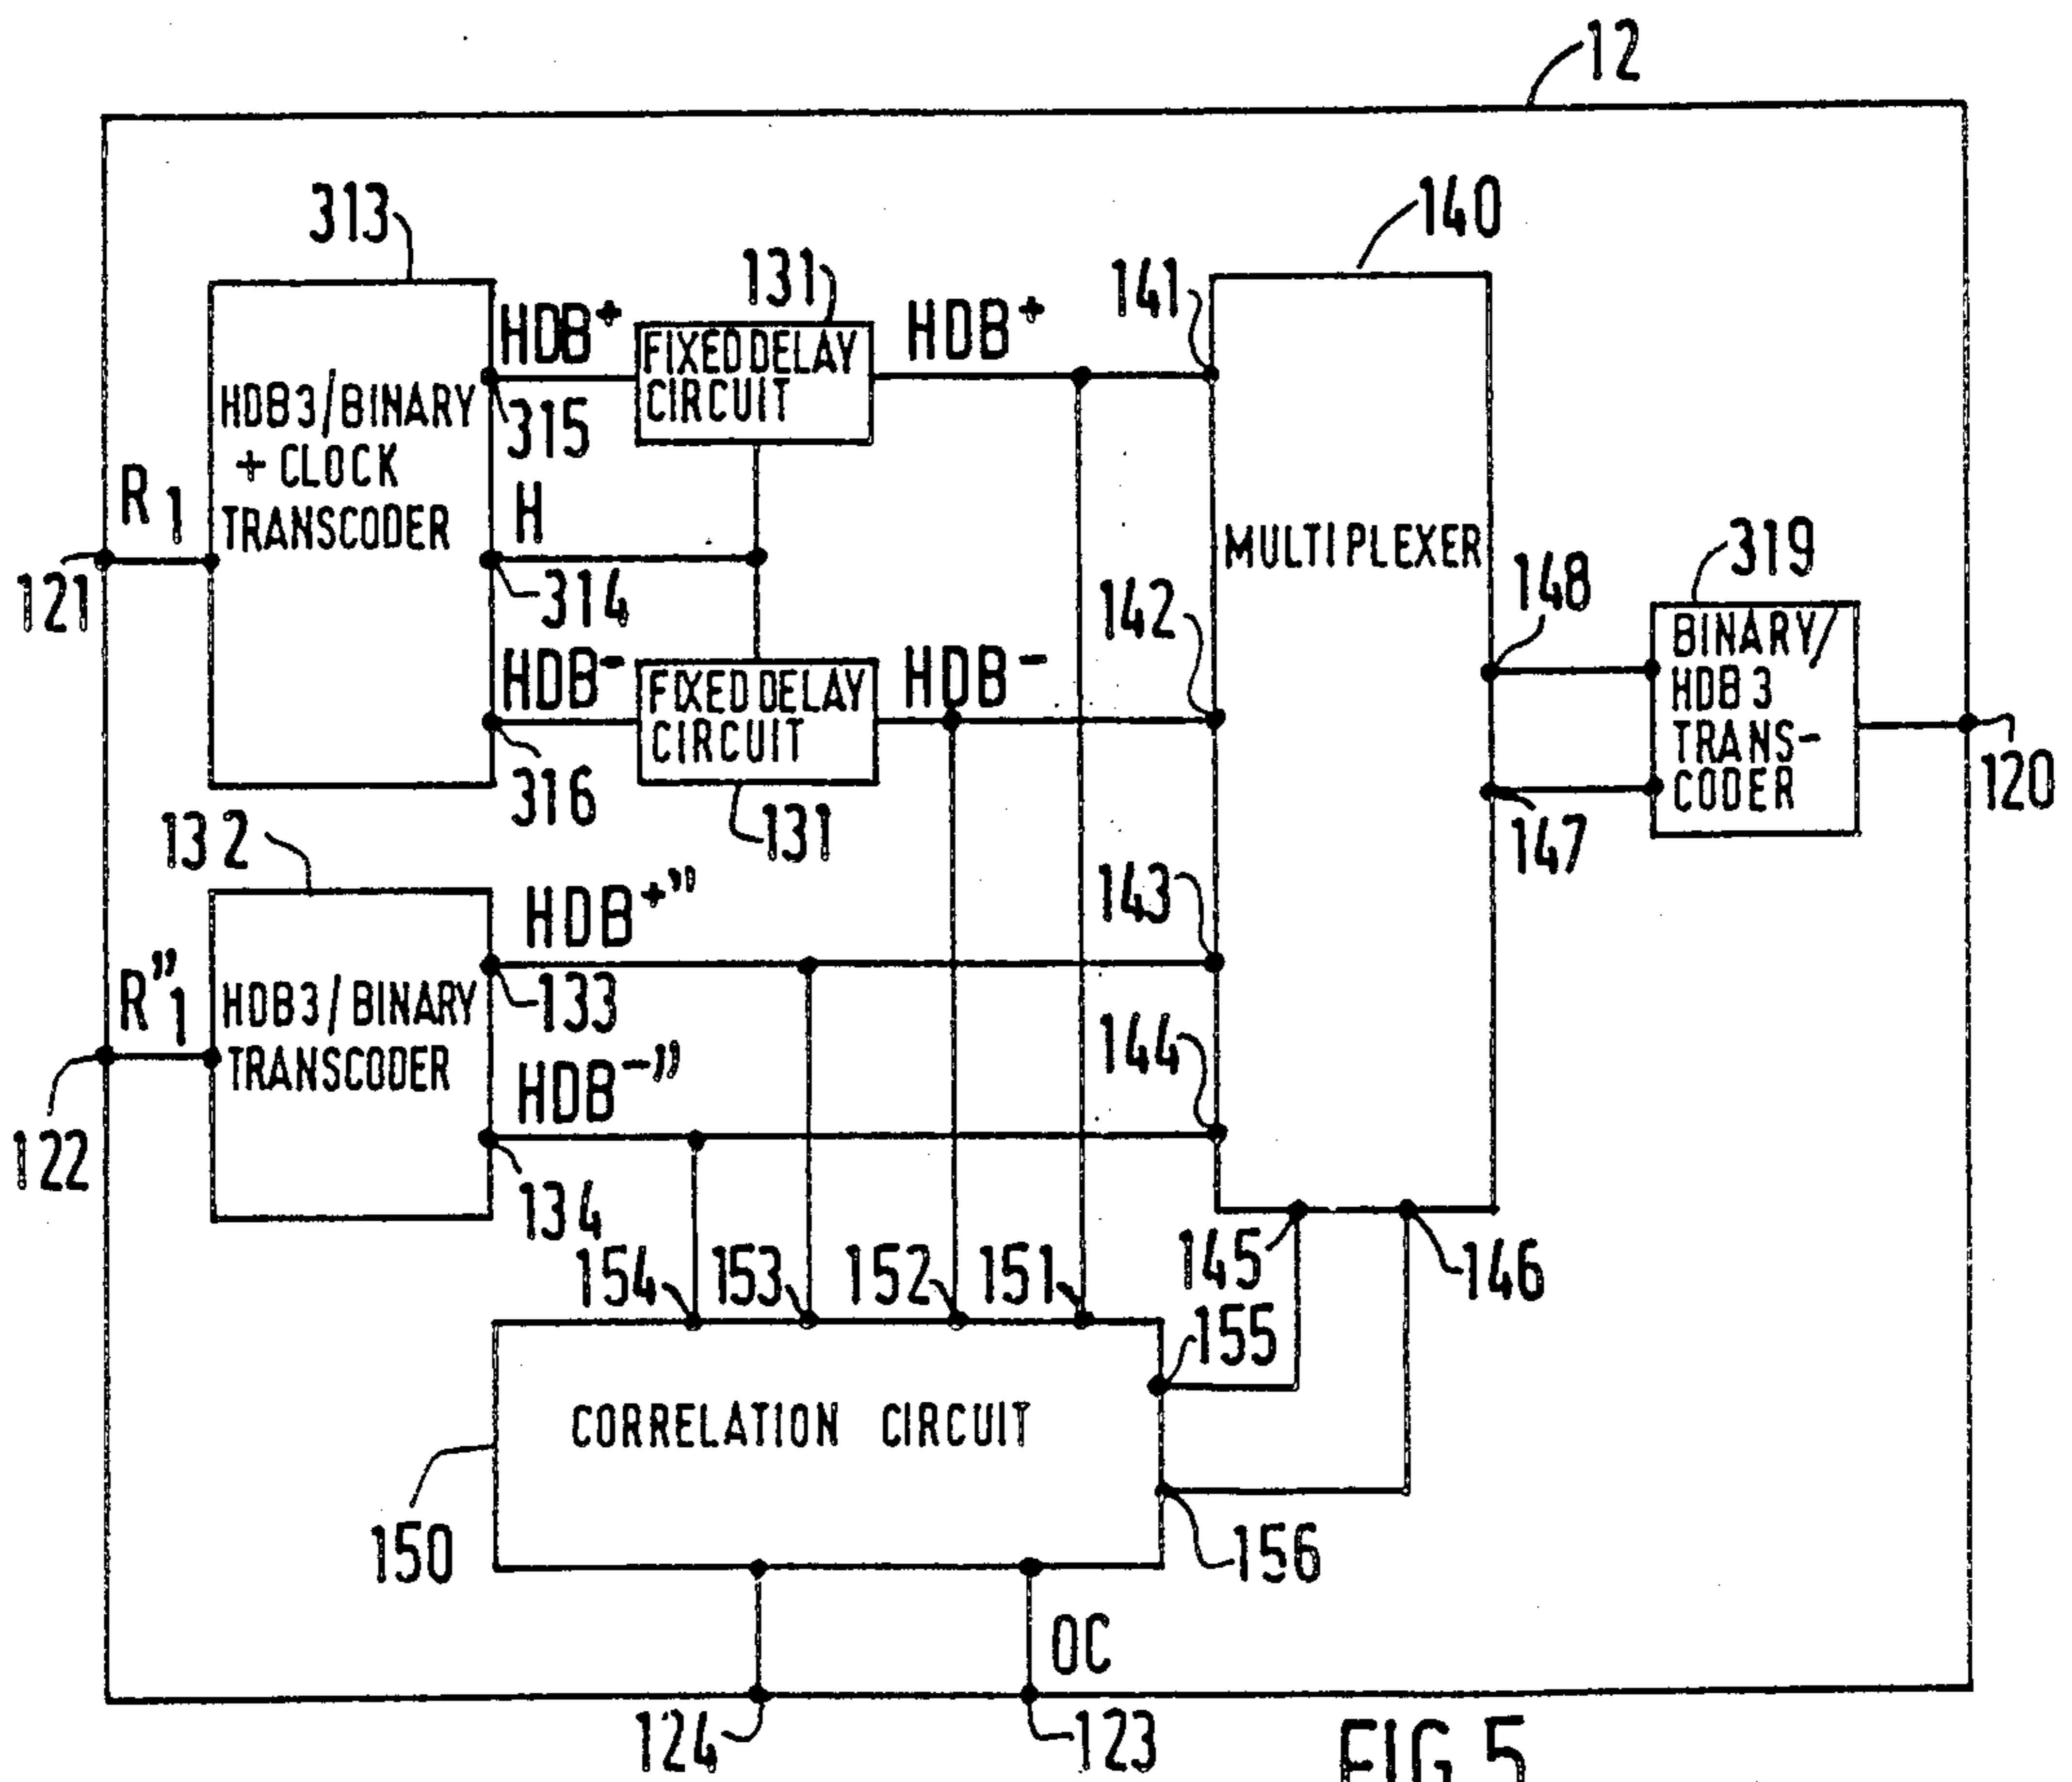 12
313
131
140
141
HDB+
HDB+
FIXED DELAY
CIRCUIT
HDB3/BINARY
+ CLOCK
TRANSCODER
315
R1
H
MULTIPLEXER
319
121
314
142
148
BINARY/
HDB3
TRANS-
CODER
HDB-
HDB-
FIXED DELAY
CIRCUIT
316
131
120
147
132
143
HDB+"
R"1
HDB3/BINARY
TRANSCODER
133
144
HDB-"
122
134
154
153
152
151
145
146
155
CORRELATION CIRCUIT
150
156
OC
124
123
FIG.5